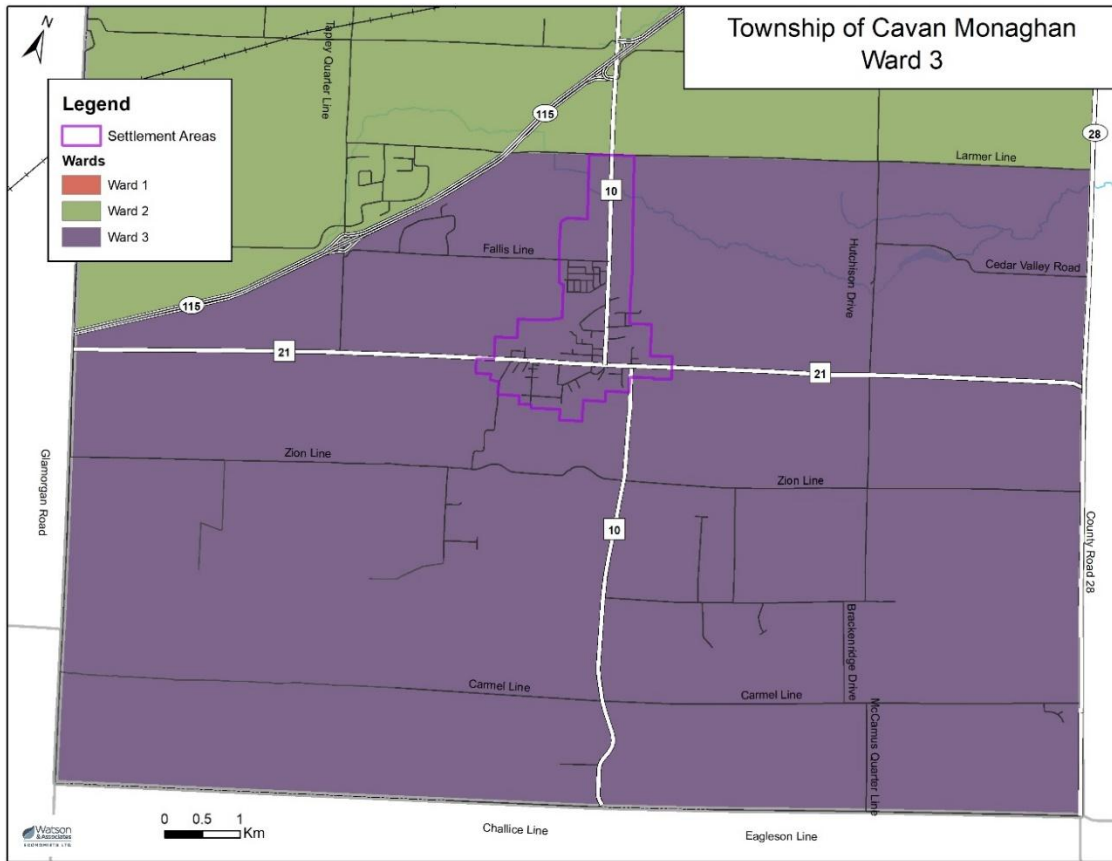 Township of Cavan Monaghan
Ward 3
N
Legend
Settlement Areas
Wards
Ward 1
Ward 2
Ward 3
Tapley Quarter Line
115
28
Larmer Line
10
Fallis Line
Hutchison Drive
Cedar Valley Road
115
21
21
Zion Line
Zion Line
Glamorgan Road
10
County Road 28
Brackenridge Drive
Carmel Line
Carmel Line
McCamus Quarter Line
Watson
& Associates
ECONOMISTS LTD.
0 0.5 1
Km
Challice Line
Eagleson Line